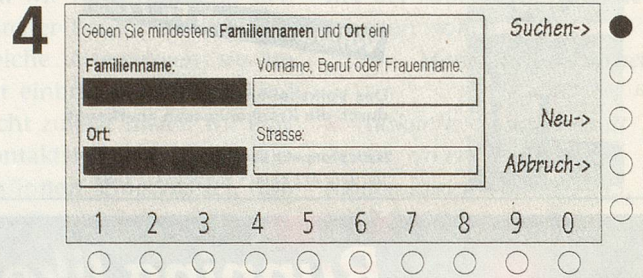 4
Geben Sie mindestens Familiennamen und Ort ein!
Suchen->
Familienname:
Vorname, Beruf oder Frauenname:
Neu->
Ort:
Strasse:
Abbruch->
1 2 3 4 5 6 7 8 9 0